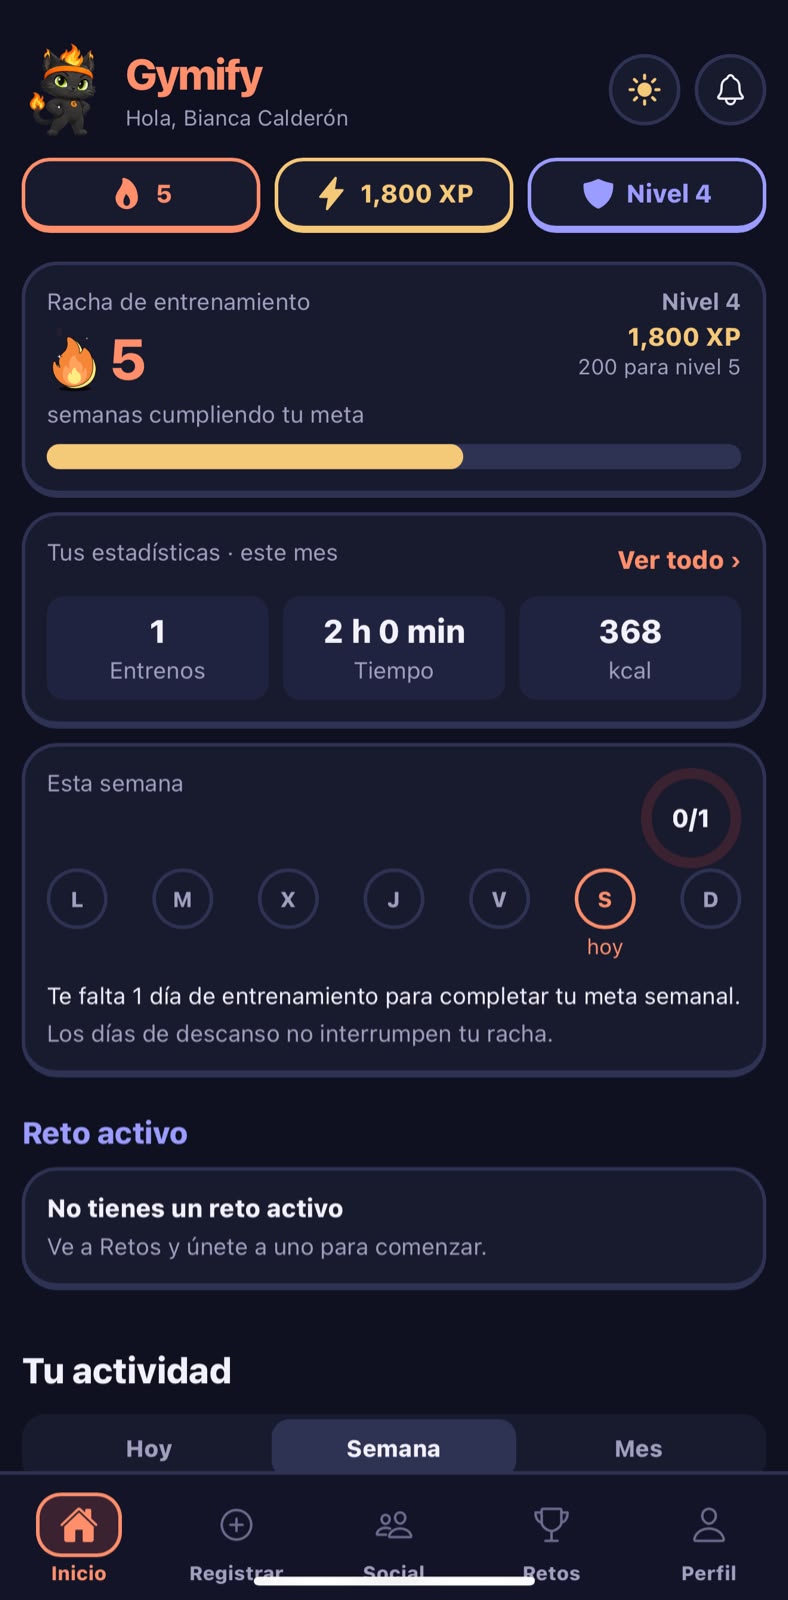 Gymify
Hola, Bianca Calderón
5
1,800 XP
Nivel 4
Racha de entrenamiento
Nivel 4
5
1,800 XP
200 para nivel 5
semanas cumpliendo tu meta
Tus estadísticas · este mes
Ver todo ›
1
2 h 0 min
368
Entrenos
Tiempo
kcal
Esta semana
0/1
L
M
X
J
V
S
D
hoy
Te falta 1 día de entrenamiento para completar tu meta semanal.
Los días de descanso no interrumpen tu racha.
Reto activo
No tienes un reto activo
Ve a Retos y únete a uno para comenzar.
Tu actividad
Hoy
Semana
Mes
Inicio
Registrar
Social
Retos
Perfil